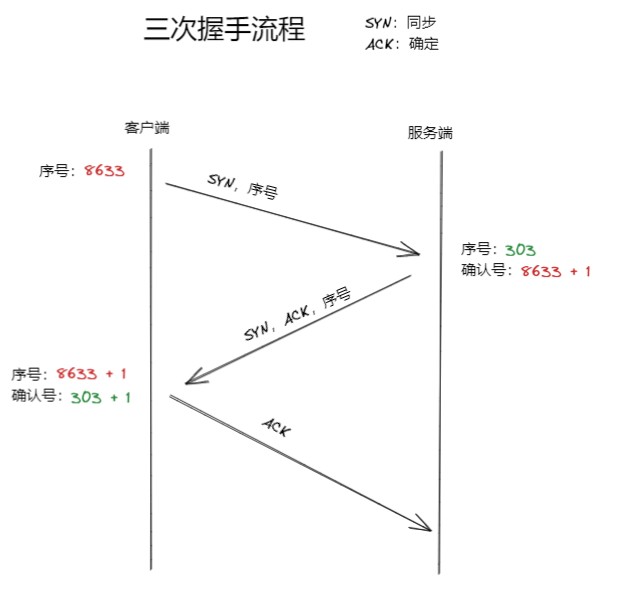 三次握手流程
SYN：同步
ACK：确定
客户端
服务端
序号：8633
SYN，序号
序号：303
确认号：8633 + 1
SYN，ACK，序号
序号：8633 + 1
确认号：303 + 1
ACK